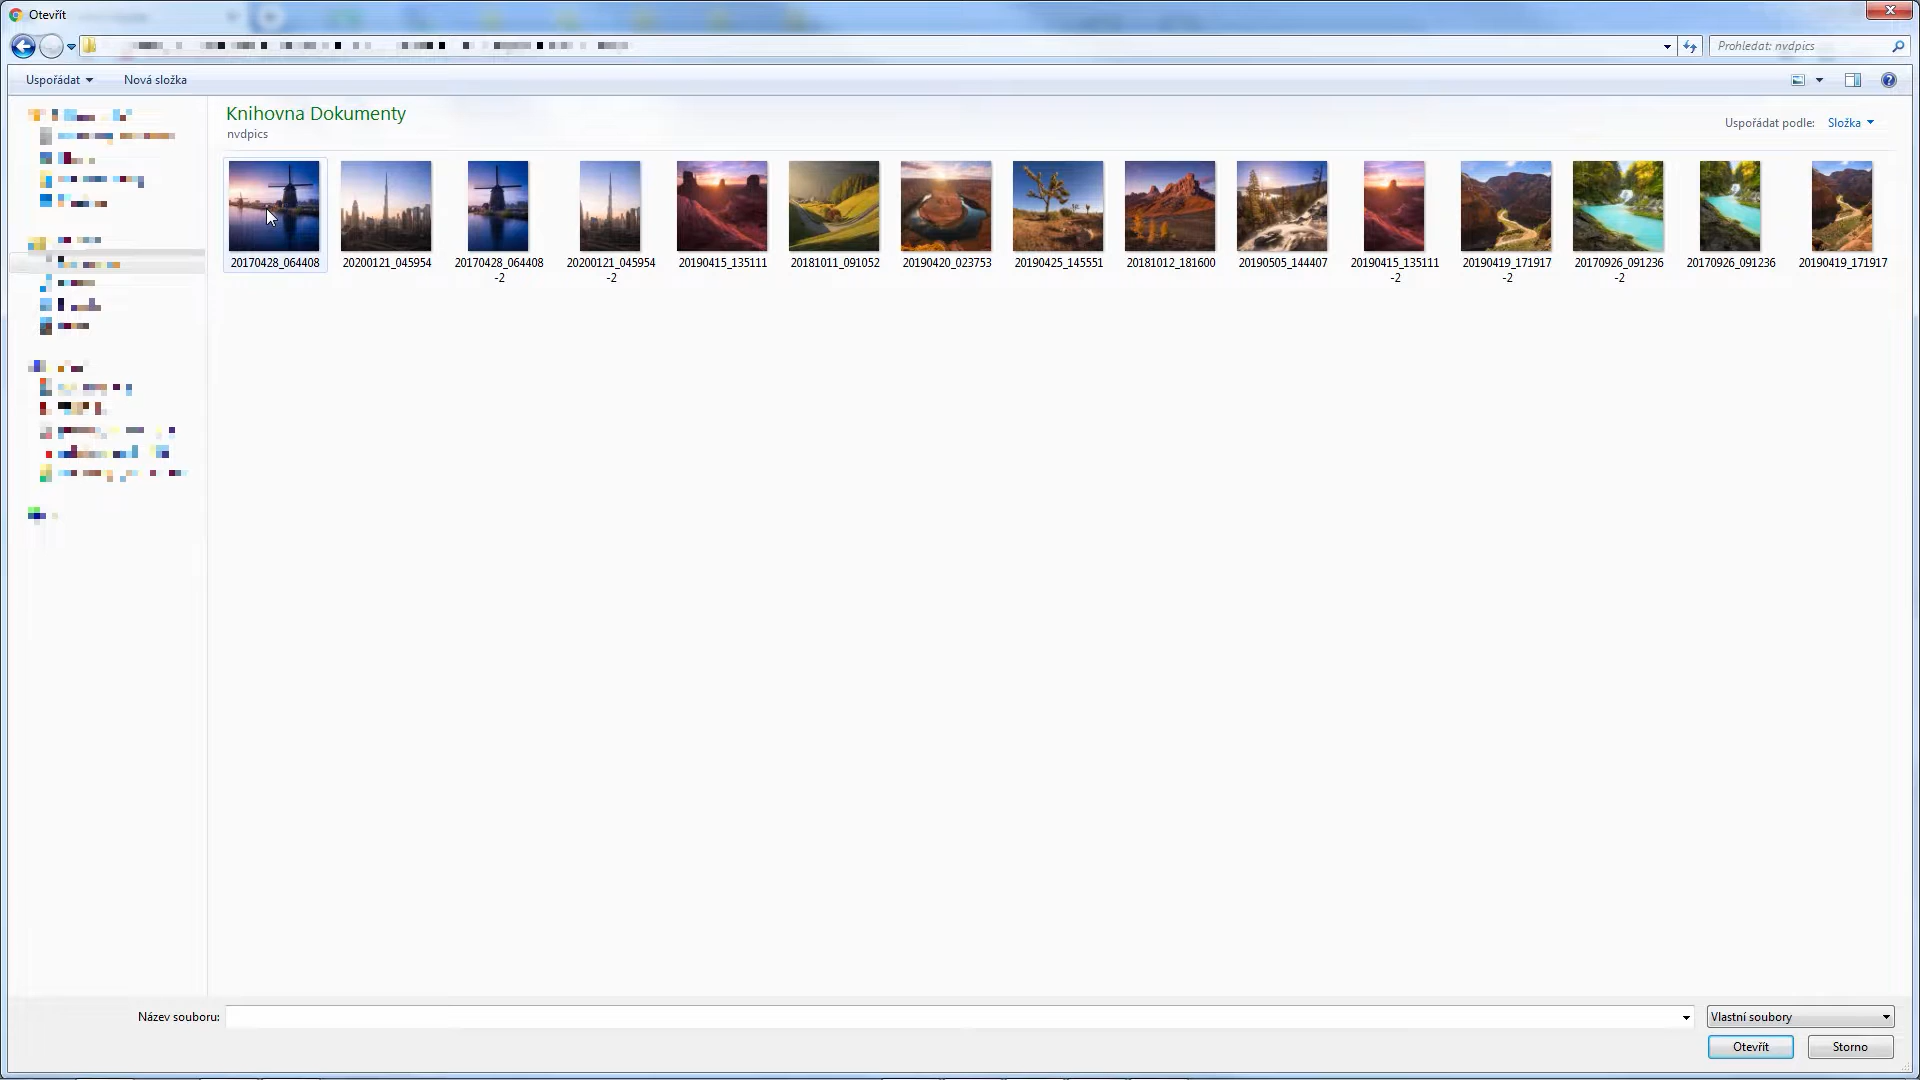 Otevřít
Prohledat: nvdpics
Uspořádat
Nová složka
Knihovna Dokumenty
nvdpics
Uspořádat podle:
Složka
20170428_064408
20200121_045954
20170428_064408
-2
20200121_045954
-2
20190415_135111
20181011_091052
20190420_023753
20190425_145551
20181012_181600
20190505_144407
20190415_135111
-2
20190419_171917
-2
20170926_091236
-2
20170926_091236
20190419_171917
Název souboru:
Vlastní soubory
Otevřít
Storno